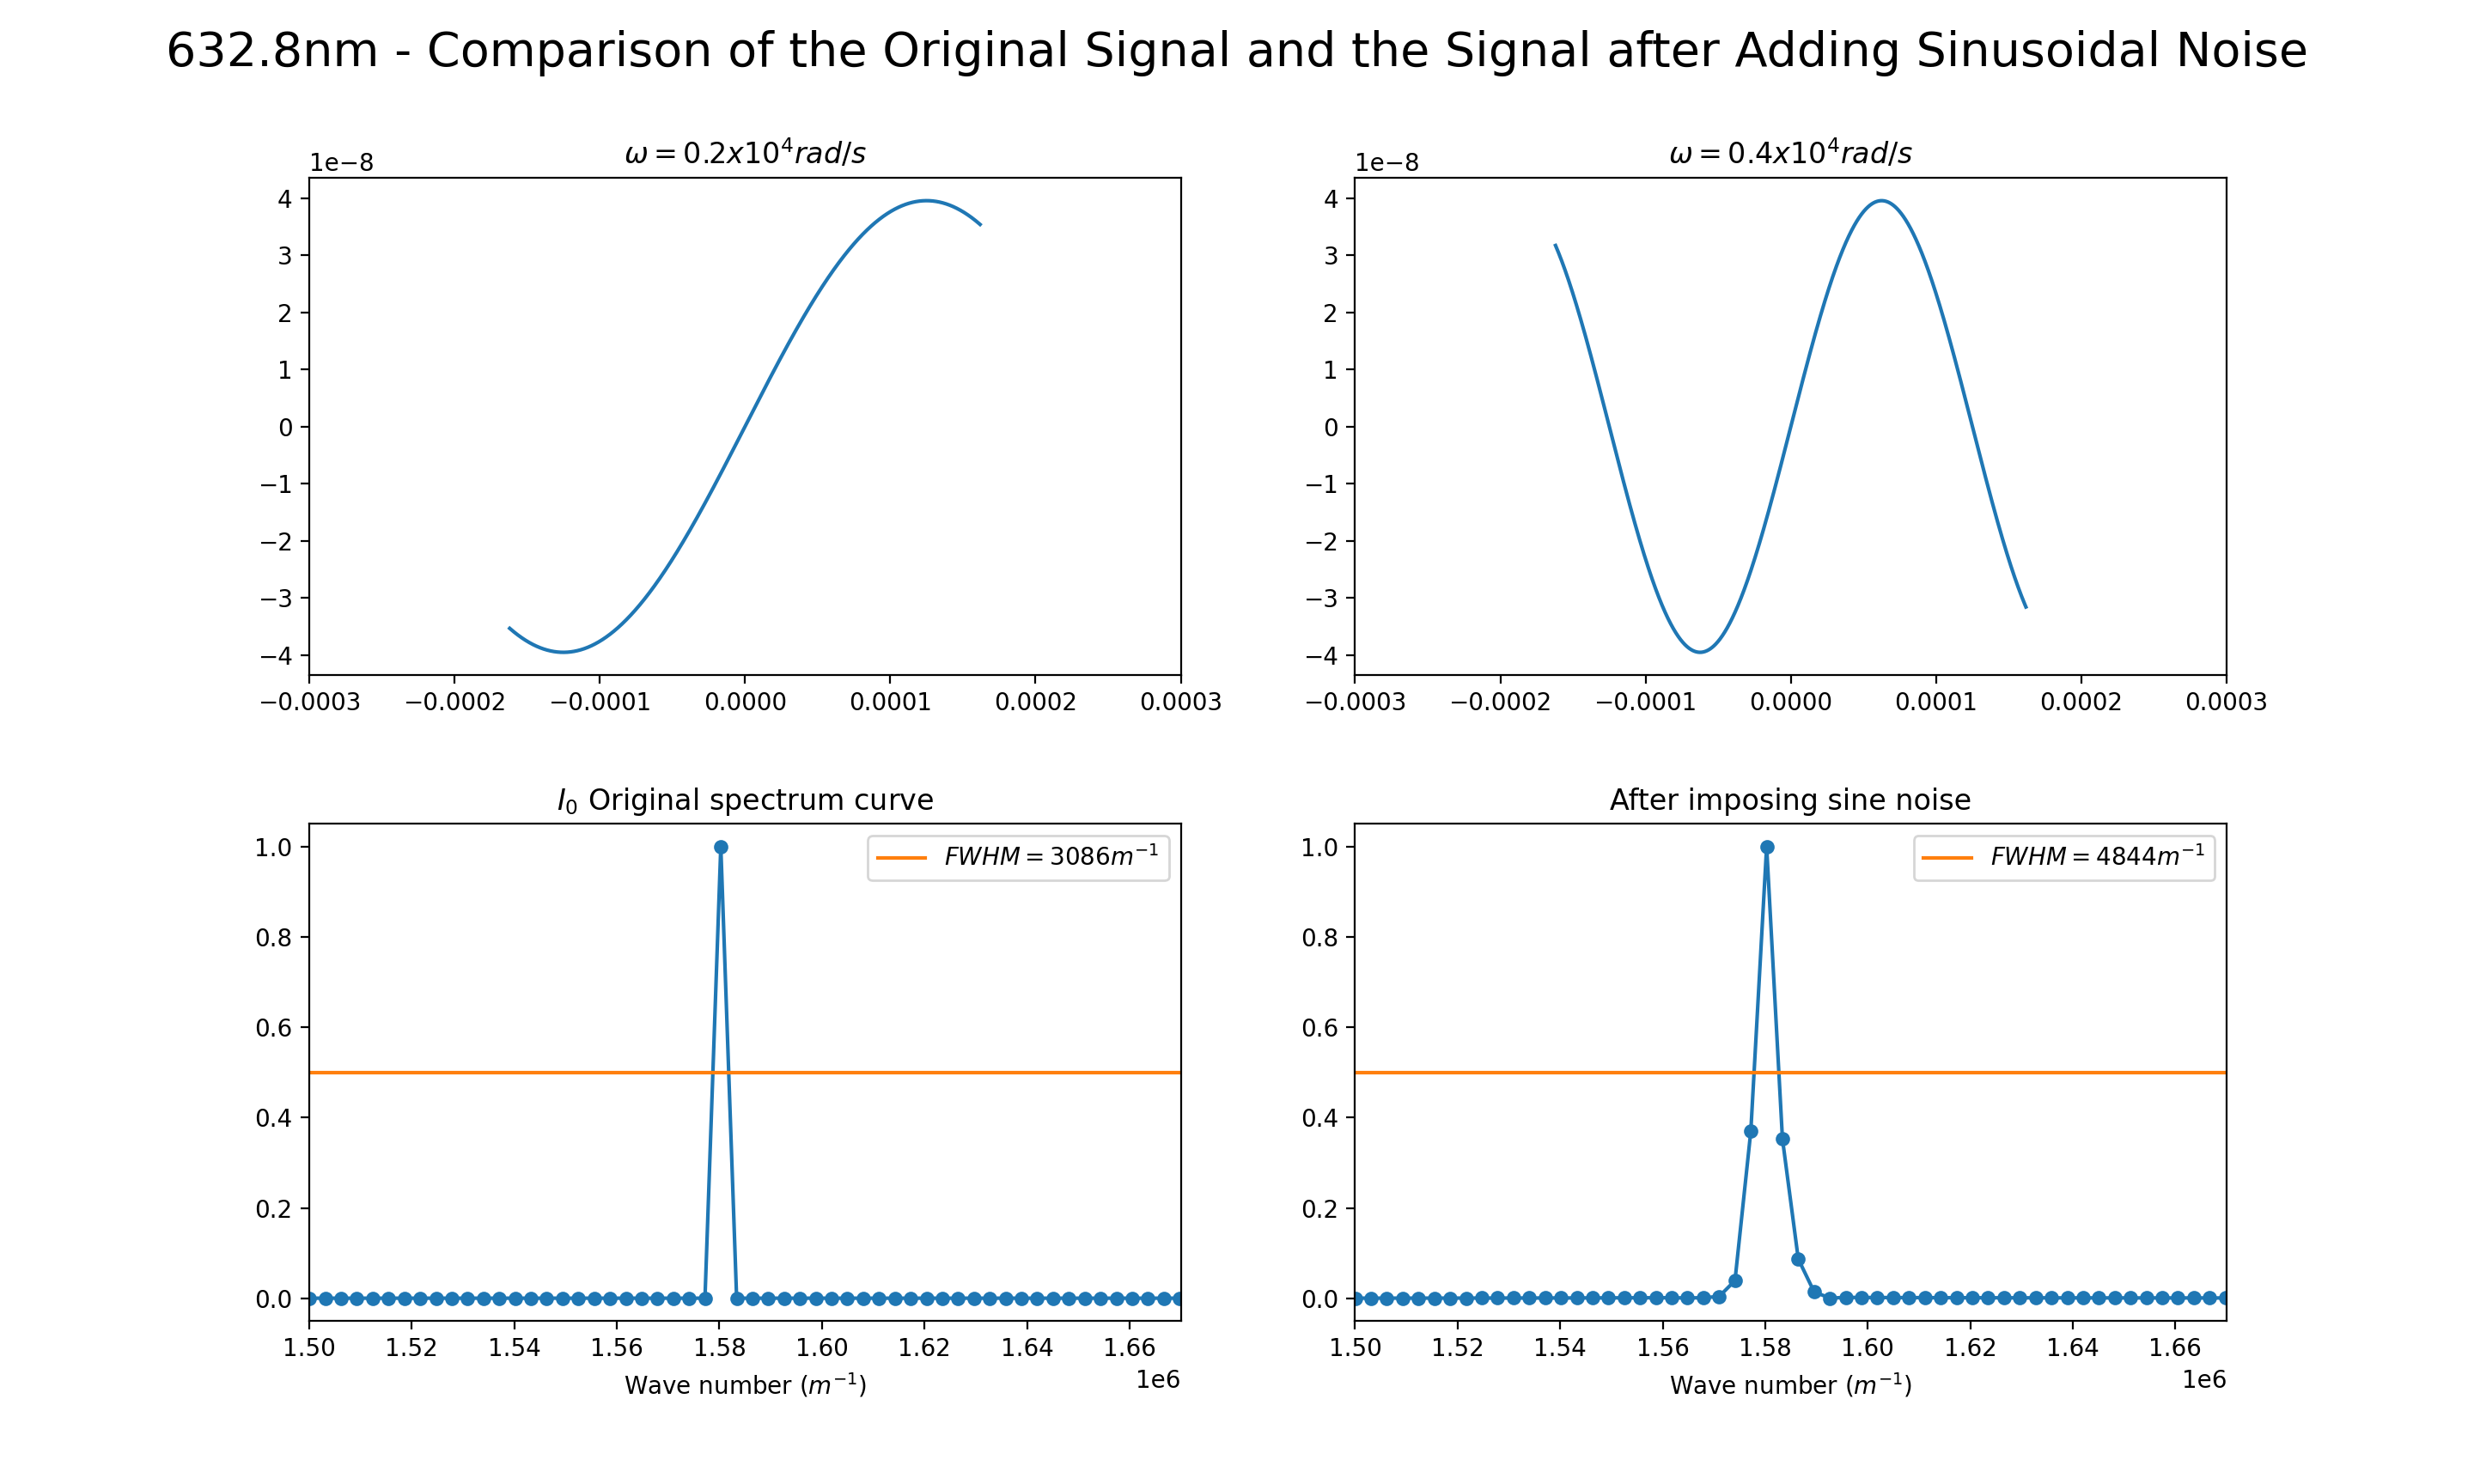 632.8nm - Comparison of the Original Signal and the Signal after Adding Sinusoidal Noise
ω = 0.2x10⁴rad/s
1e−8
4
3
2
1
0
−1
−2
−3
−4
−0.0003 −0.0002 −0.0001 0.0000 0.0001 0.0002 0.0003
ω = 0.4x10⁴rad/s
1e−8
4
3
2
1
0
−1
−2
−3
−4
−0.0003 −0.0002 −0.0001 0.0000 0.0001 0.0002 0.0003
I₀ Original spectrum curve
FWHM = 3086m⁻¹
1.0
0.8
0.6
0.4
0.2
0.0
1.50 1.52 1.54 1.56 1.58 1.60 1.62 1.64 1.66
1e6
Wave number (m⁻¹)
After imposing sine noise
FWHM = 4844m⁻¹
1.0
0.8
0.6
0.4
0.2
0.0
1.50 1.52 1.54 1.56 1.58 1.60 1.62 1.64 1.66
1e6
Wave number (m⁻¹)